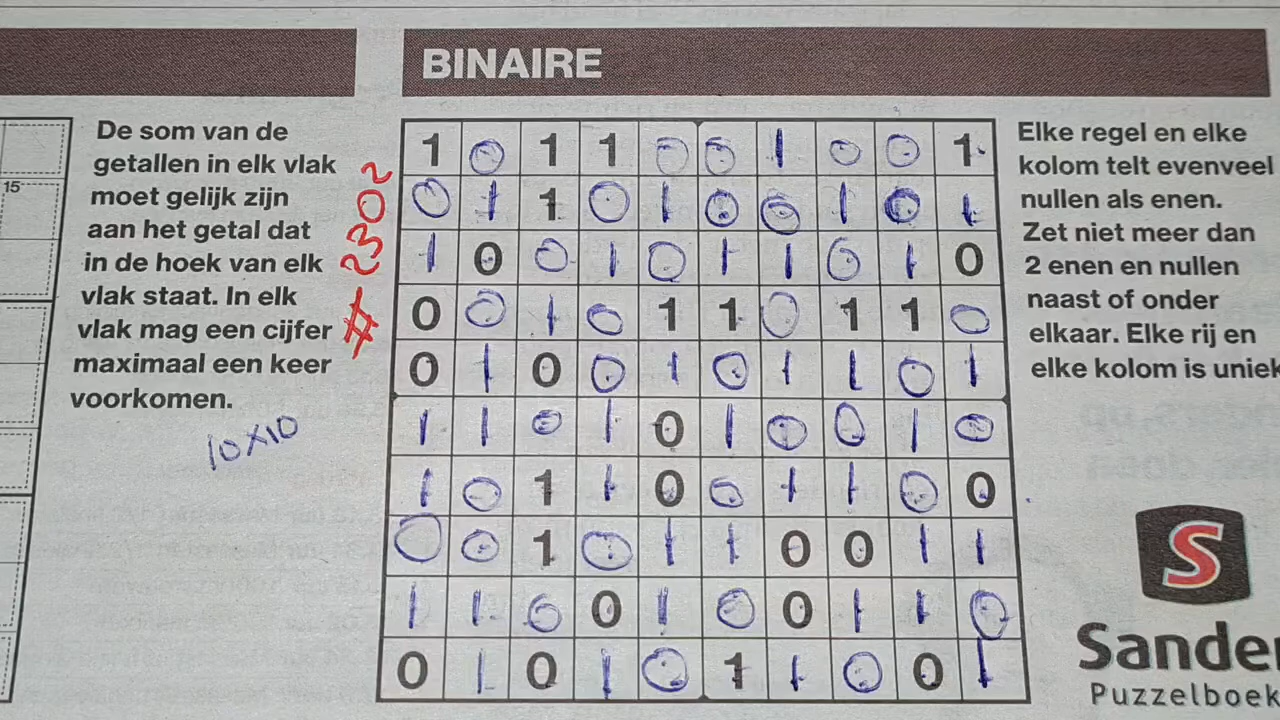 BINAIRE
15
De som van de
getallen in elk vlak
moet gelijk zijn
aan het getal dat
in de hoek van elk
vlak staat. In elk
vlak mag een cijfer
maximaal een keer
voorkomen.
10x10
# 2302
1 0 1 1 0 0 1 0 0 1
0 1 1 0 1 0 0 1 0 1
1 0 0 1 0 1 1 0 1 0
0 0 1 0 1 1 0 1 1 0
0 1 0 0 1 0 1 1 0 1
1 1 0 1 0 1 0 0 1 0
1 0 1 1 0 0 1 1 0 0
0 0 1 0 1 1 0 0 1 1
1 1 0 0 1 0 0 1 1 0
0 1 0 1 0 1 1 0 0 1
Elke regel en elke
kolom telt evenveel
nullen als enen.
Zet niet meer dan
2 enen en nullen
naast of onder
elkaar. Elke rij en
elke kolom is uniek
S
Sander
Puzzelboek